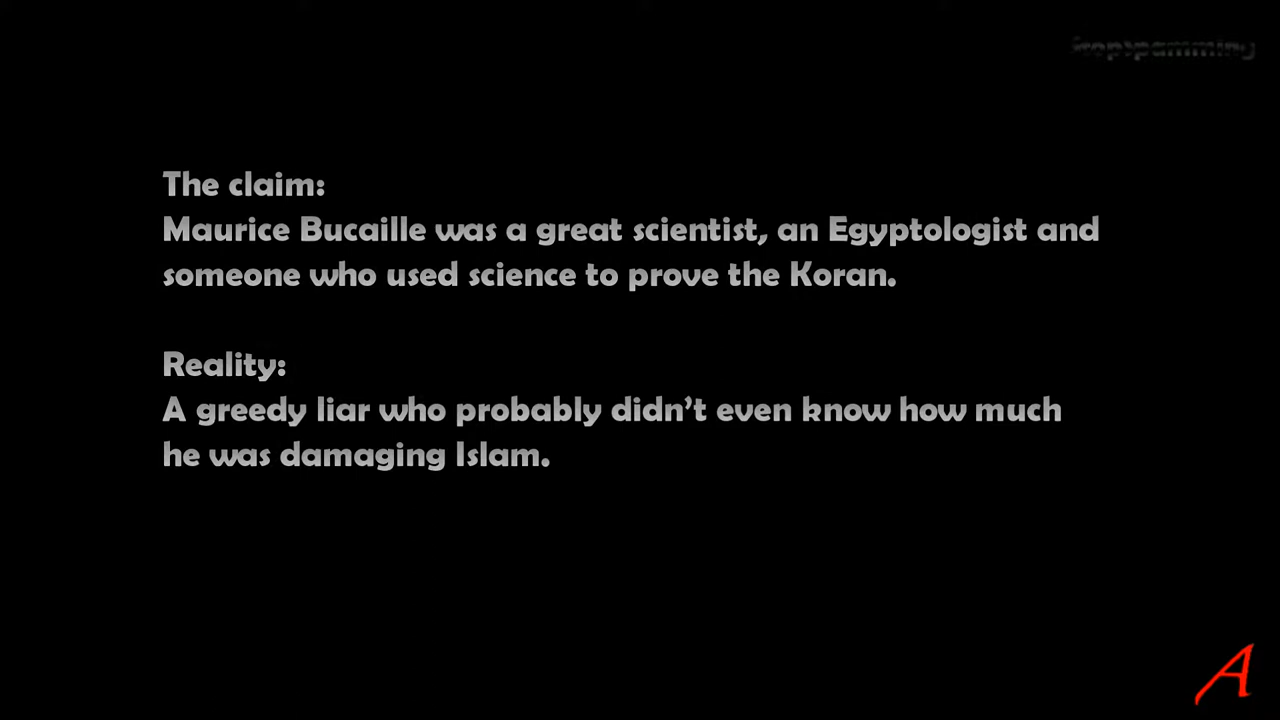 The claim:
Maurice Bucaille was a great scientist, an Egyptologist and
someone who used science to prove the Koran.
Reality:
A greedy liar who probably didn't even know how much
he was damaging Islam.
A